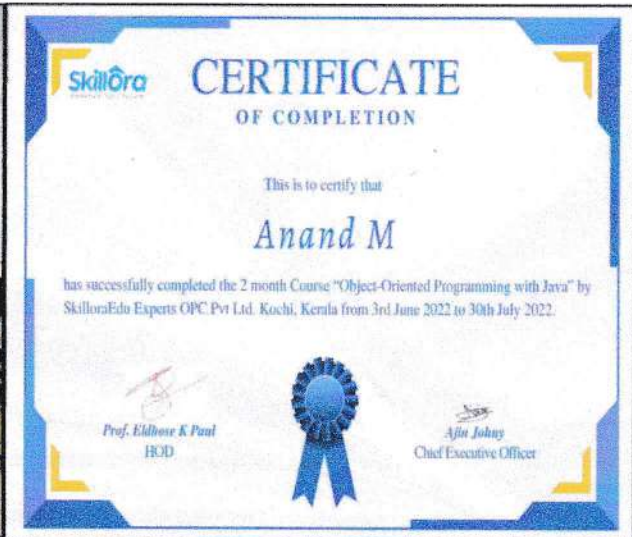 Skillora
CERTIFICATE
OF COMPLETION
This is to certify that
Anand M
has successfully completed the 2 month Course "Object-Oriented Programming with Java" by
SkilloraEdu Experts OPC Pvt Ltd. Kochi, Kerala from 3rd June 2022 to 30th July 2022.
Prof. Eldhose K Paul
HOD
Ajin Johny
Chief Executive Officer